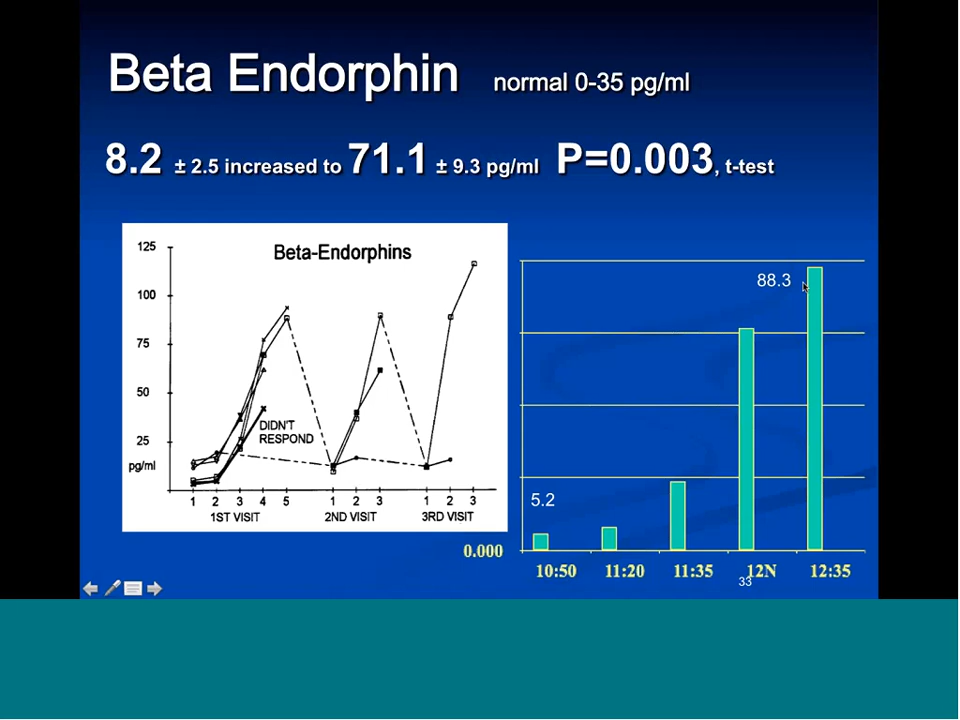 Beta Endorphin normal 0-35 pg/ml
8.2 ± 2.5 increased to 71.1 ± 9.3 pg/ml P=0.003, t-test
Beta-Endorphins
125
100
75
50
25
pg/ml
DIDN'T
RESPOND
1 2 3 4 5 1 2 3 1 2 3
1ST VISIT 2ND VISIT 3RD VISIT
88.3
5.2
0.000
10:50 11:20 11:35 12N 12:35
33